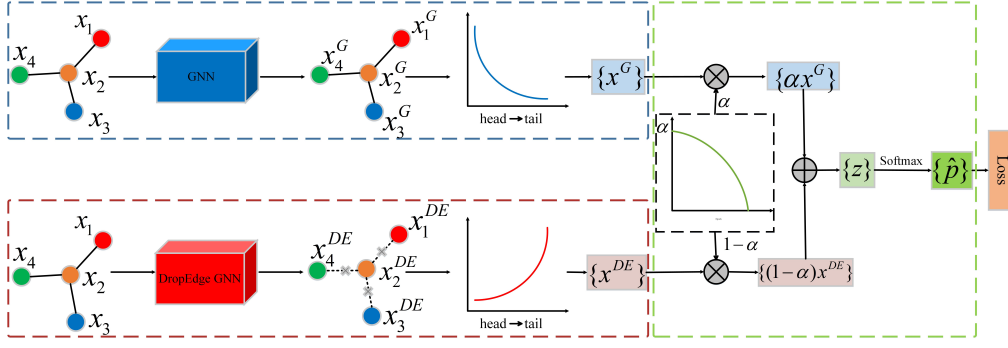 x₁
x₄
x₂
x₃
GNN
x₁ᴳ
x₄ᴳ
x₂ᴳ
x₃ᴳ
head→tail
{xᴳ}
α
{αxᴳ}
α
1−α
{z}
Softmax
{p̂}
Loss
x₁
x₄
x₂
x₃
DropEdge GNN
x₁ᴰᴱ
x₄ᴰᴱ
x₂ᴰᴱ
x₃ᴰᴱ
head→tail
{xᴰᴱ}
{(1−α)xᴰᴱ}